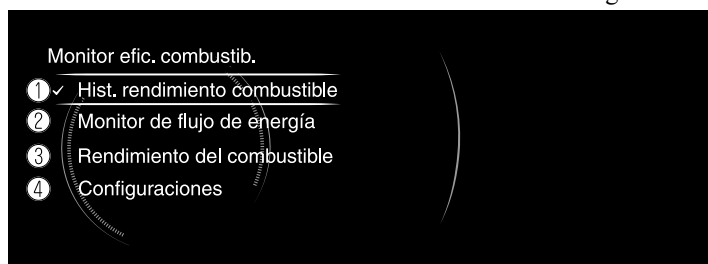 Monitor efic. combustib.
1 ✓ Hist. rendimiento combustible
2 Monitor de flujo de energía
3 Rendimiento del combustible
4 Configuraciones